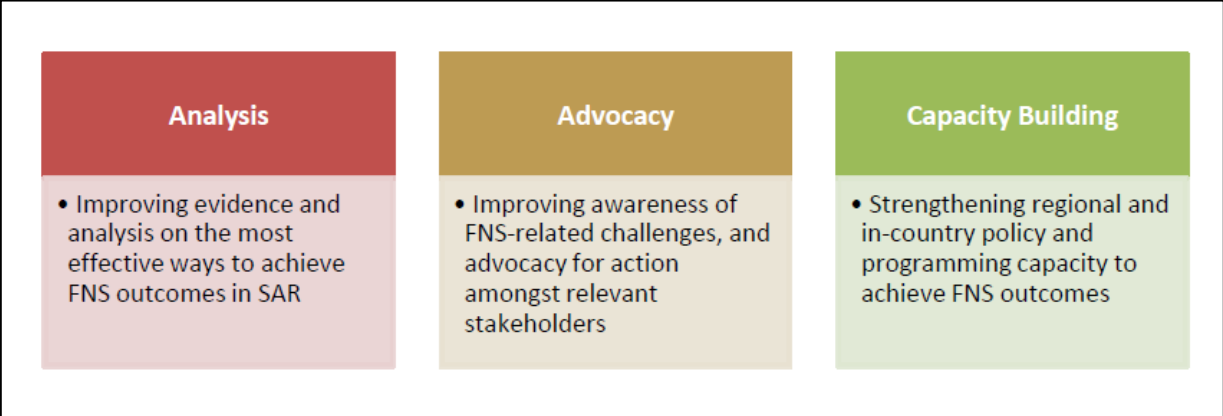 Analysis
• Improving evidence and
analysis on the most
effective ways to achieve
FNS outcomes in SAR
Advocacy
• Improving awareness of
FNS-related challenges, and
advocacy for action
amongst relevant
stakeholders
Capacity Building
• Strengthening regional and
in-country policy and
programming capacity to
achieve FNS outcomes